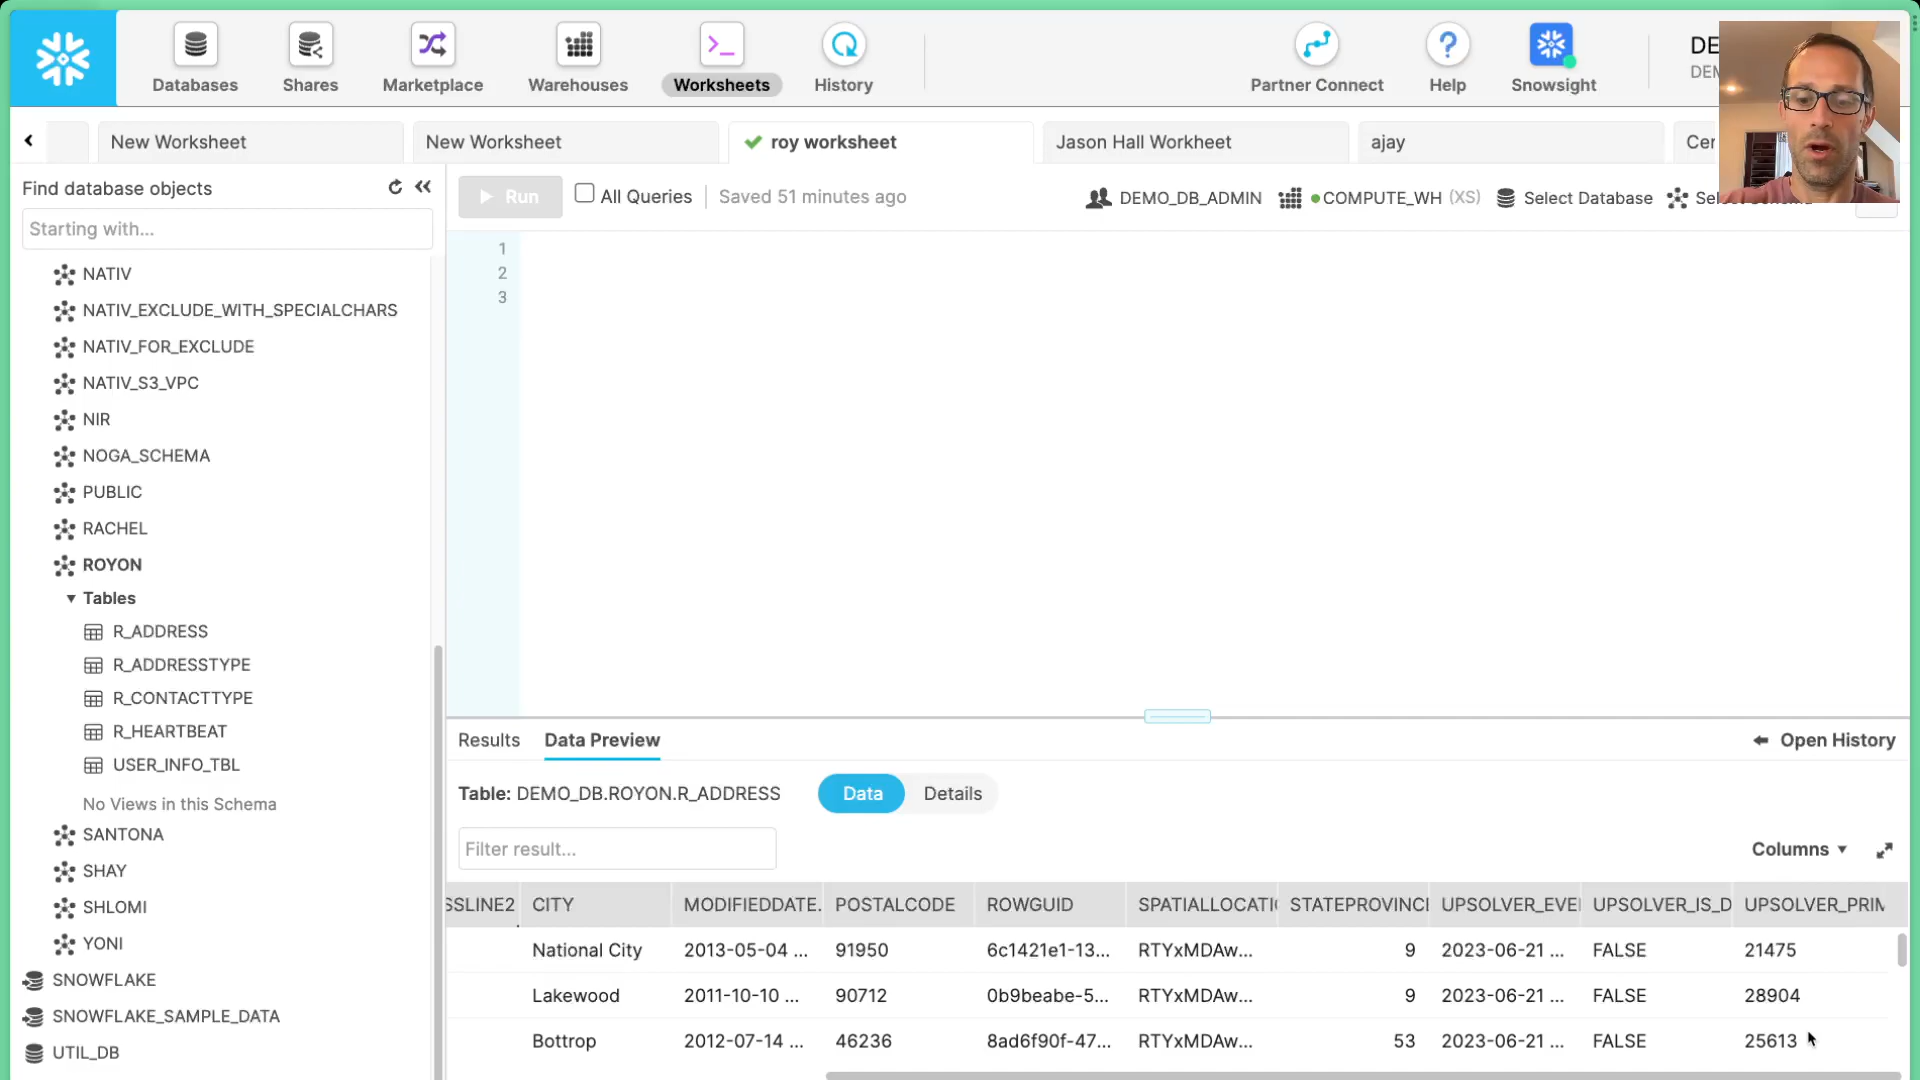 Databases
Shares
Marketplace
Warehouses
Worksheets
History
Partner Connect
Help
Snowsight
DE
DEM
New Worksheet
New Worksheet
roy worksheet
Jason Hall Workheet
ajay
Cer
Find database objects
Starting with...
Run
All Queries
Saved 51 minutes ago
DEMO_DB_ADMIN
COMPUTE_WH (XS)
Select Database
1
2
3
NATIV
NATIV_EXCLUDE_WITH_SPECIALCHARS
NATIV_FOR_EXCLUDE
NATIV_S3_VPC
NIR
NOGA_SCHEMA
PUBLIC
RACHEL
ROYON
Tables
R_ADDRESS
R_ADDRESSTYPE
R_CONTACTTYPE
R_HEARTBEAT
USER_INFO_TBL
No Views in this Schema
SANTONA
SHAY
SHLOMI
YONI
SNOWFLAKE
SNOWFLAKE_SAMPLE_DATA
UTIL_DB
Results
Data Preview
Open History
Table: DEMO_DB.ROYON.R_ADDRESS
Data
Details
Filter result...
Columns
SSLINE2 CITY MODIFIEDDATE. POSTALCODE ROWGUID SPATIALLOCATI STATEPROVINCI UPSOLVER_EVEI UPSOLVER_IS_D UPSOLVER_PRIM
National City 2013-05-04 ... 91950 6c1421e1-13... RTYxMDAw... 9 2023-06-21 ... FALSE 21475
Lakewood 2011-10-10 ... 90712 0b9beabe-5... RTYxMDAw... 9 2023-06-21 ... FALSE 28904
Bottrop 2012-07-14 ... 46236 8ad6f90f-47... RTYxMDAw... 53 2023-06-21 ... FALSE 25613